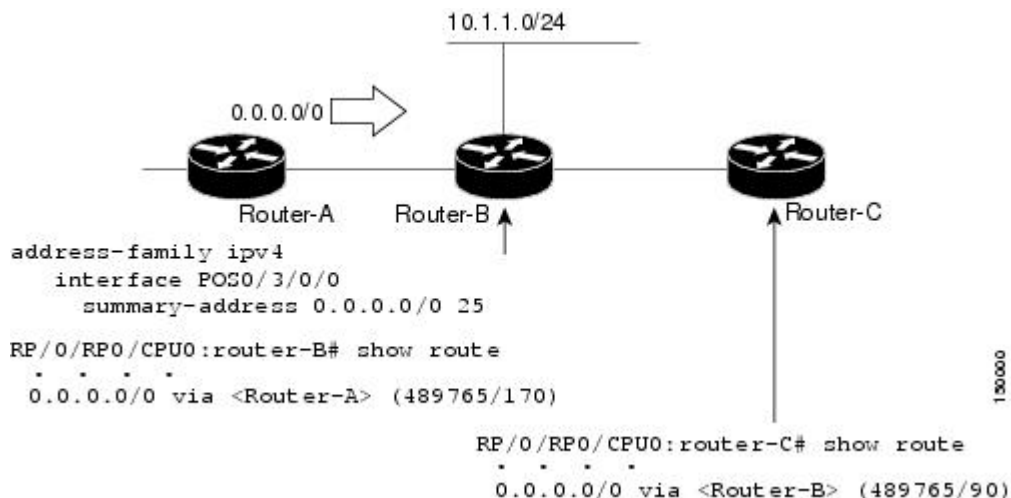 10.1.1.0/24
0.0.0.0/0
Router-A
Router-B
Router-C
address-family ipv4
interface POS0/3/0/0
summary-address 0.0.0.0/0 25
RP/0/RP0/CPU0:router-B# show route
. . . .
0.0.0.0/0 via <Router-A> (489765/170)
RP/0/RP0/CPU0:router-C# show route
. . . .
0.0.0.0/0 via <Router-B> (489765/90)